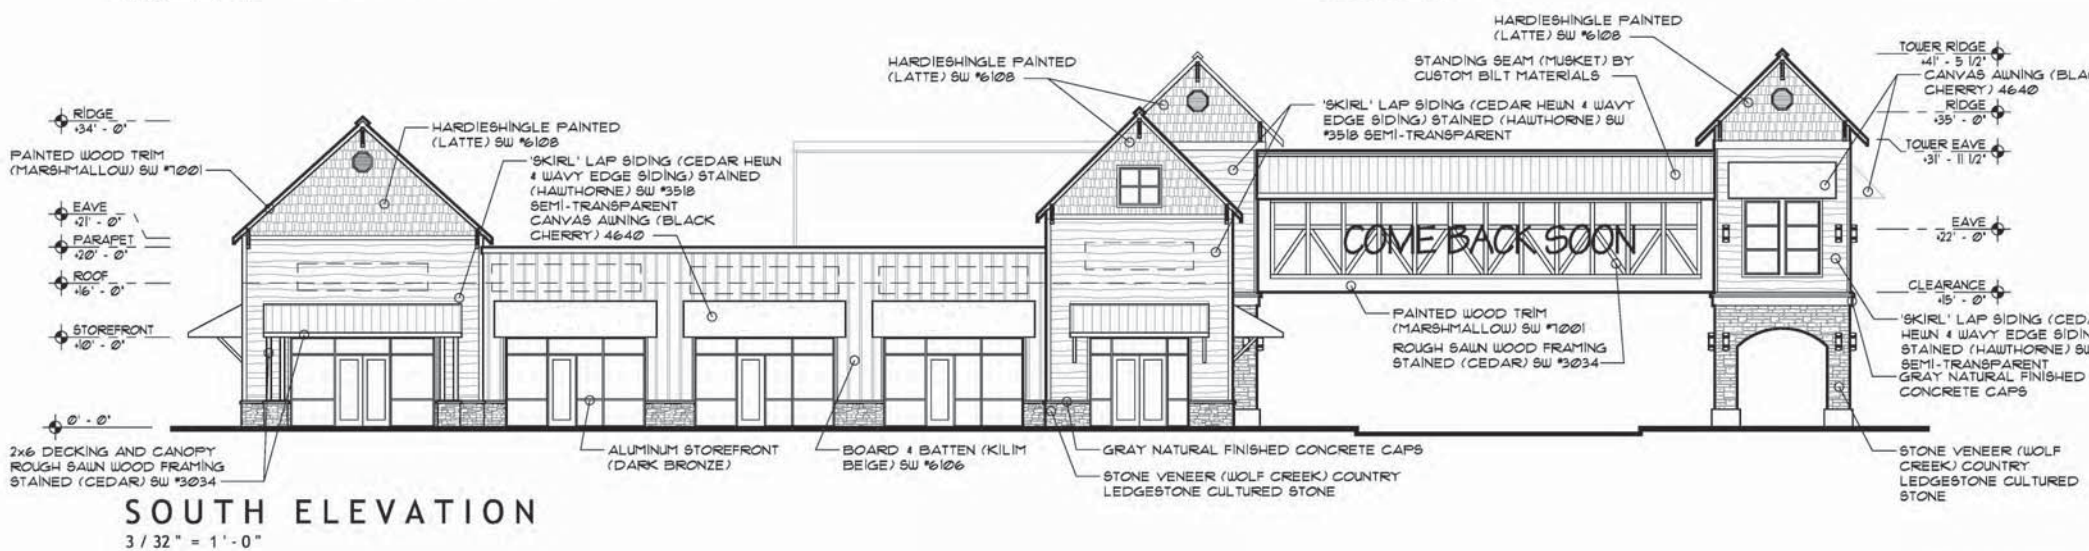 RIDGE
+34' - 0"
PAINTED WOOD TRIM
(MARSHMALLOW) SW #7001
EAVE
+21' - 0"
PARAPET
+20' - 0"
ROOF
+16' - 0"
STOREFRONT
+10' - 0"
0' - 0"
2x6 DECKING AND CANOPY
ROUGH SAWN WOOD FRAMING
STAINED (CEDAR) SW #3034
HARDIESHINGLE PAINTED
(LATTE) SW #6108
'SKIRL' LAP SIDING (CEDAR HEWN
& WAVY EDGE SIDING) STAINED
(HAWTHORNE) SW #3518
SEMI-TRANSPARENT
CANVAS AWNING (BLACK
CHERRY) 4640
ALUMINUM STOREFRONT
(DARK BRONZE)
BOARD & BATTEN (KILIM
BEIGE) SW #6106
HARDIESHINGLE PAINTED
(LATTE) SW #6108
'SKIRL' LAP SIDING (CEDAR HEWN & WAVY
EDGE SIDING) STAINED (HAWTHORNE) SW
#3518 SEMI-TRANSPARENT
GRAY NATURAL FINISHED CONCRETE CAPS
STONE VENEER (WOLF CREEK) COUNTRY
LEDGESTONE CULTURED STONE
HARDIESHINGLE PAINTED
(LATTE) SW #6108
STANDING SEAM (MUSKET) BY
CUSTOM BILT MATERIALS
COME BACK SOON
PAINTED WOOD TRIM
(MARSHMALLOW) SW #7001
ROUGH SAWN WOOD FRAMING
STAINED (CEDAR) SW #3034
TOWER RIDGE
+41' - 5 1/2"
CANVAS AWNING (BLA
CHERRY) 4640
RIDGE
+35' - 0"
TOWER EAVE
+31' - 11 1/2"
EAVE
+22' - 0"
CLEARANCE
+15' - 0"
'SKIRL' LAP SIDING (CEDA
HEWN & WAVY EDGE SIDIN
STAINED (HAWTHORNE) SW
SEMI-TRANSPARENT
GRAY NATURAL FINISHED
CONCRETE CAPS
STONE VENEER (WOLF
CREEK) COUNTRY
LEDGESTONE CULTURED
STONE
SOUTH ELEVATION
3 / 32" = 1'-0"